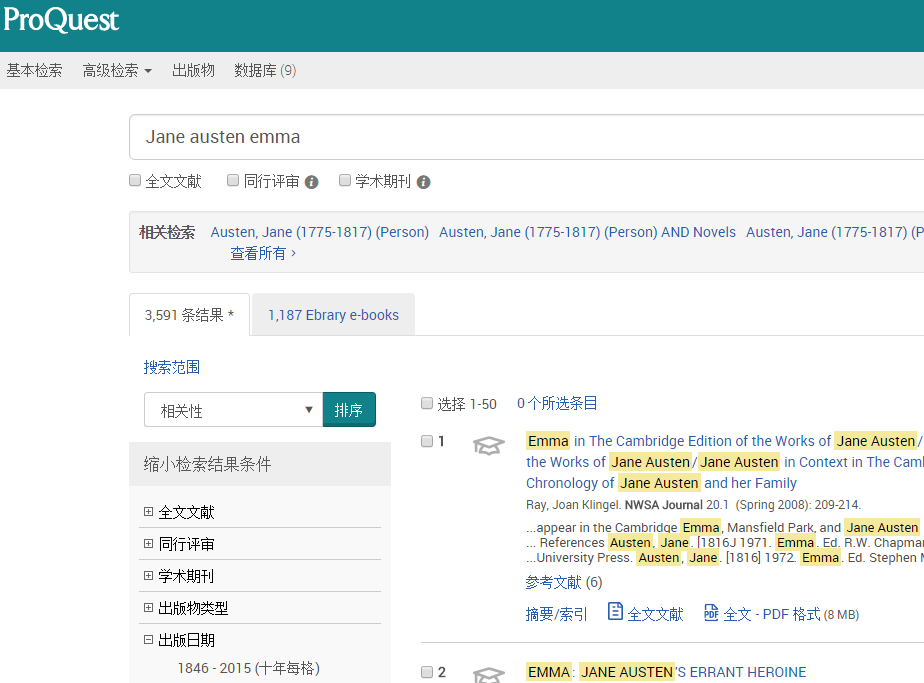 ProQuest
基本检索 高级检索 出版物 数据库 (9)
Jane austen emma
全文文献 同行评审 学术期刊
相关检索 Austen, Jane (1775-1817) (Person) Austen, Jane (1775-1817) (Person) AND Novels Austen, Jane (1775-1817) (P
查看所有 ›
3,591 条结果 * 1,187 Ebrary e-books
搜索范围
相关性 排序
缩小检索结果条件
全文文献
同行评审
学术期刊
出版物类型
出版日期
1846 - 2015 (十年每格)
选择 1-50 0 个所选条目
1
Emma in The Cambridge Edition of the Works of Jane Austen/
the Works of Jane Austen/Jane Austen in Context in The Cam
Chronology of Jane Austen and her Family
Ray, Joan Klingel. NWSA Journal 20.1 (Spring 2008): 209-214.
...appear in the Cambridge Emma, Mansfield Park, and Jane Austen
... References Austen, Jane. [1816J 1971. Emma. Ed. R.W. Chapma
...University Press. Austen, Jane. [1816] 1972. Emma. Ed. Stephen
参考文献 (6)
摘要/索引 全文文献 全文 - PDF 格式 (8 MB)
2 EMMA: JANE AUSTEN'S ERRANT HEROINE